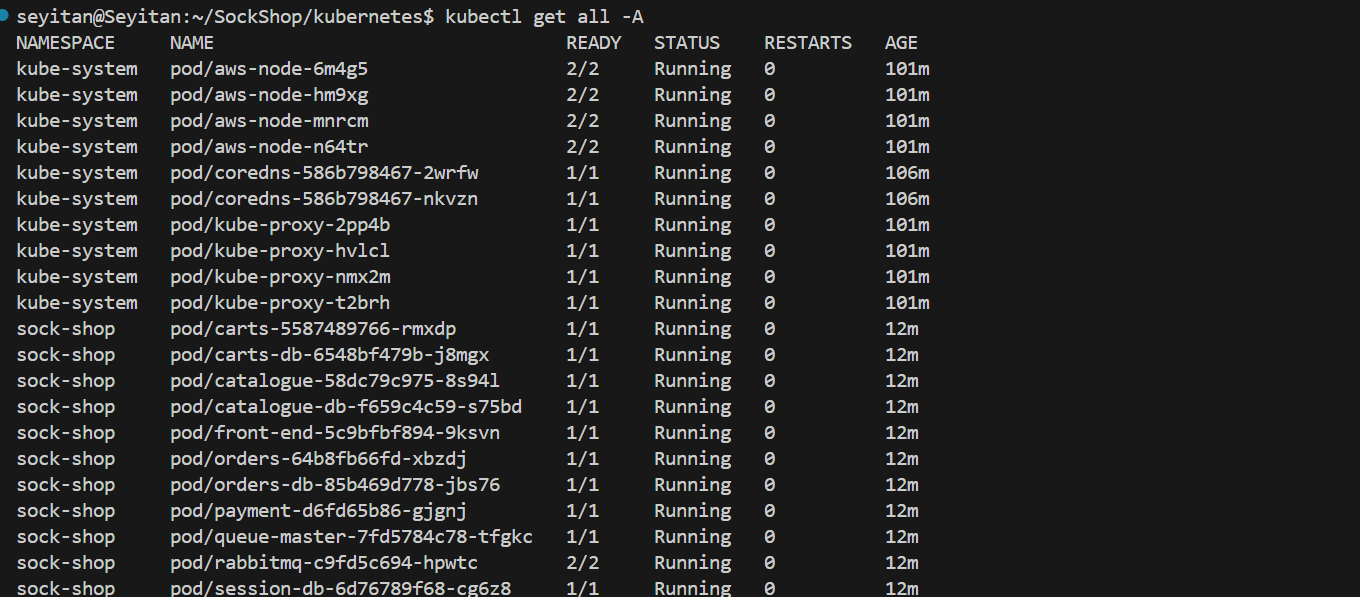 seyitan@Seyitan:~/SockShop/kubernetes$ kubectl get all -A
NAMESPACE NAME READY STATUS RESTARTS AGE
kube-system pod/aws-node-6m4g5 2/2 Running 0 101m
kube-system pod/aws-node-hm9xg 2/2 Running 0 101m
kube-system pod/aws-node-mnrcm 2/2 Running 0 101m
kube-system pod/aws-node-n64tr 2/2 Running 0 101m
kube-system pod/coredns-586b798467-2wrfw 1/1 Running 0 106m
kube-system pod/coredns-586b798467-nkvzn 1/1 Running 0 106m
kube-system pod/kube-proxy-2pp4b 1/1 Running 0 101m
kube-system pod/kube-proxy-hvlcl 1/1 Running 0 101m
kube-system pod/kube-proxy-nmx2m 1/1 Running 0 101m
kube-system pod/kube-proxy-t2brh 1/1 Running 0 101m
sock-shop pod/carts-5587489766-rmxdp 1/1 Running 0 12m
sock-shop pod/carts-db-6548bf479b-j8mgx 1/1 Running 0 12m
sock-shop pod/catalogue-58dc79c975-8s94l 1/1 Running 0 12m
sock-shop pod/catalogue-db-f659c4c59-s75bd 1/1 Running 0 12m
sock-shop pod/front-end-5c9bfbf894-9ksvn 1/1 Running 0 12m
sock-shop pod/orders-64b8fb66fd-xbzdj 1/1 Running 0 12m
sock-shop pod/orders-db-85b469d778-jbs76 1/1 Running 0 12m
sock-shop pod/payment-d6fd65b86-gjgnj 1/1 Running 0 12m
sock-shop pod/queue-master-7fd5784c78-tfgkc 1/1 Running 0 12m
sock-shop pod/rabbitmq-c9fd5c694-hpwtc 2/2 Running 0 12m
sock-shop pod/session-db-6d76789f68-cg6z8 1/1 Running 0 12m